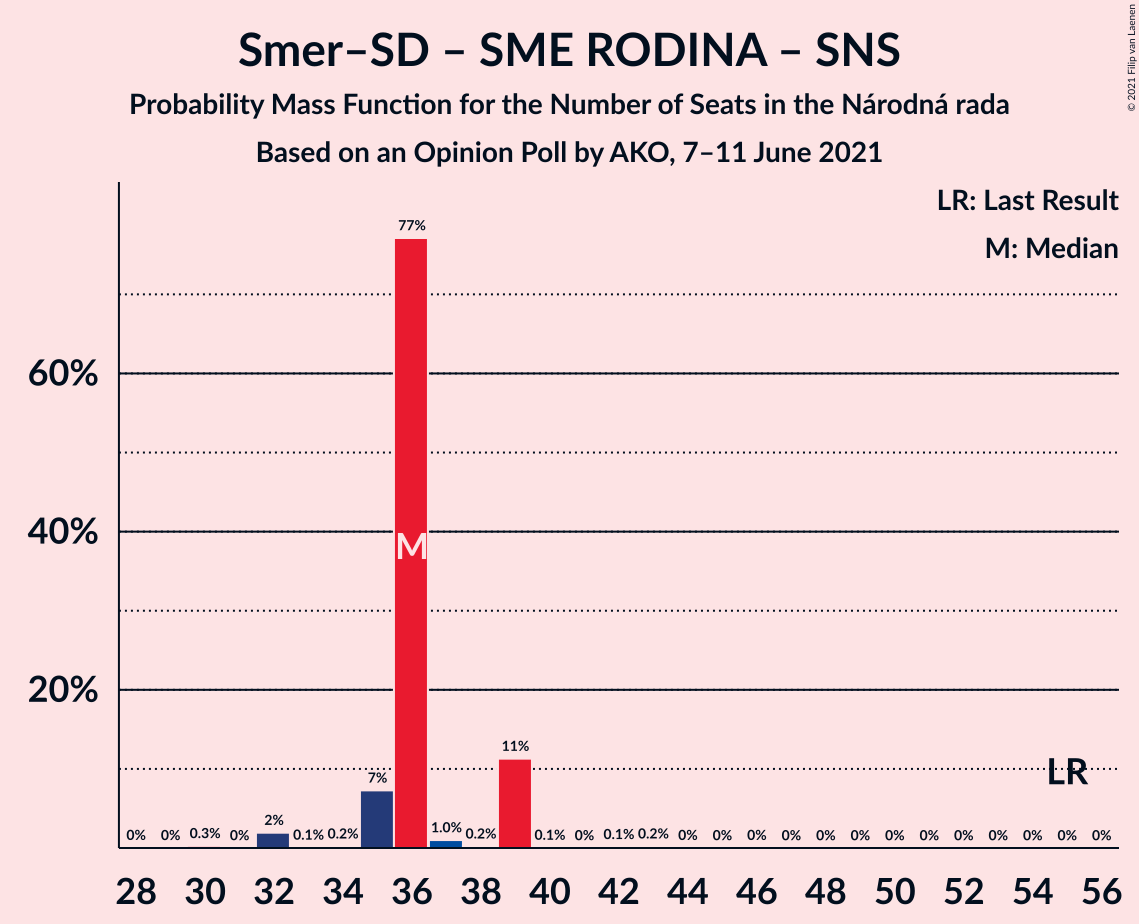 Smer–SD – SME RODINA – SNS
Probability Mass Function for the Number of Seats in the Národná rada
Based on an Opinion Poll by AKO, 7–11 June 2021
© 2021 Filip van Laenen
LR: Last Result
M: Median
77%
60%
40%
M
20%
11%
LR
7%
2%
0% 0% 0.3% 0% 0.1% 0.2% 1.0% 0.2% 0.1% 0% 0.1% 0.2% 0% 0% 0% 0% 0% 0% 0% 0% 0% 0% 0% 0% 0%
28 30 32 34 36 38 40 42 44 46 48 50 52 54 56